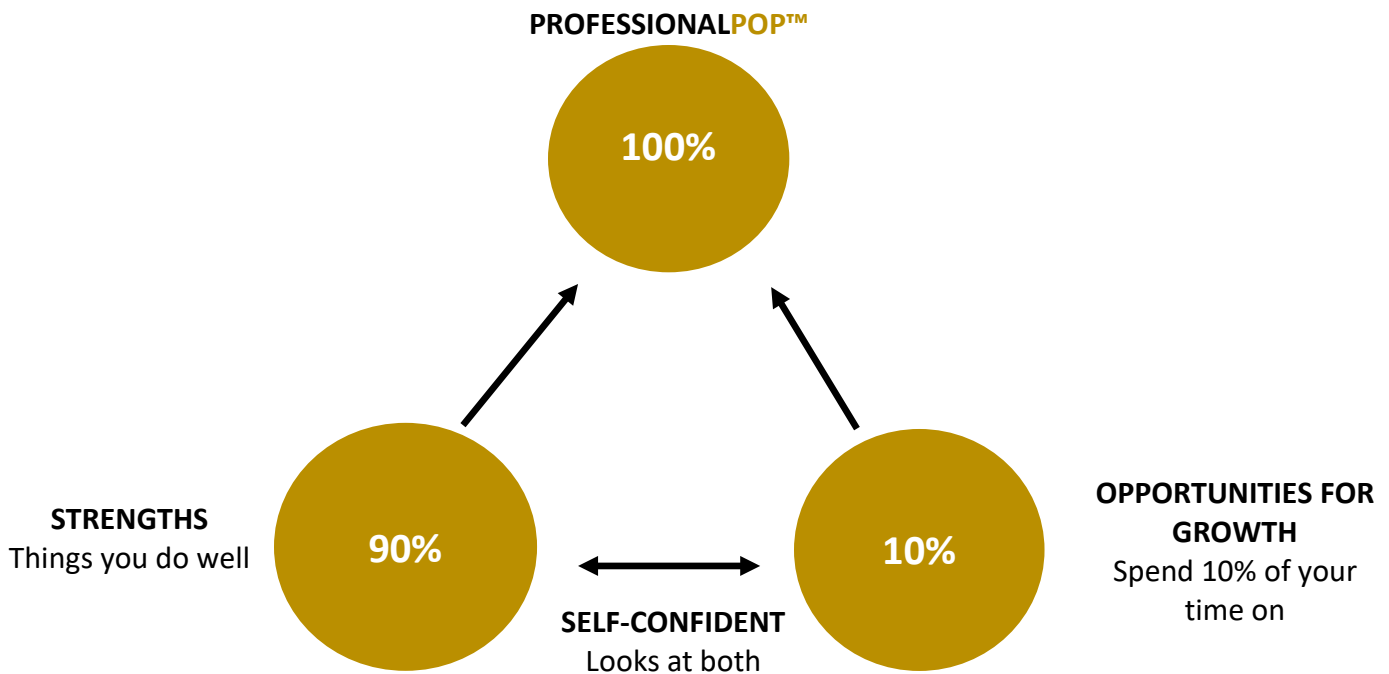 PROFESSIONALPOP™
100%
STRENGTHS
Things you do well
90%
SELF-CONFIDENT
Looks at both
10%
OPPORTUNITIES FOR
GROWTH
Spend 10% of your
time on